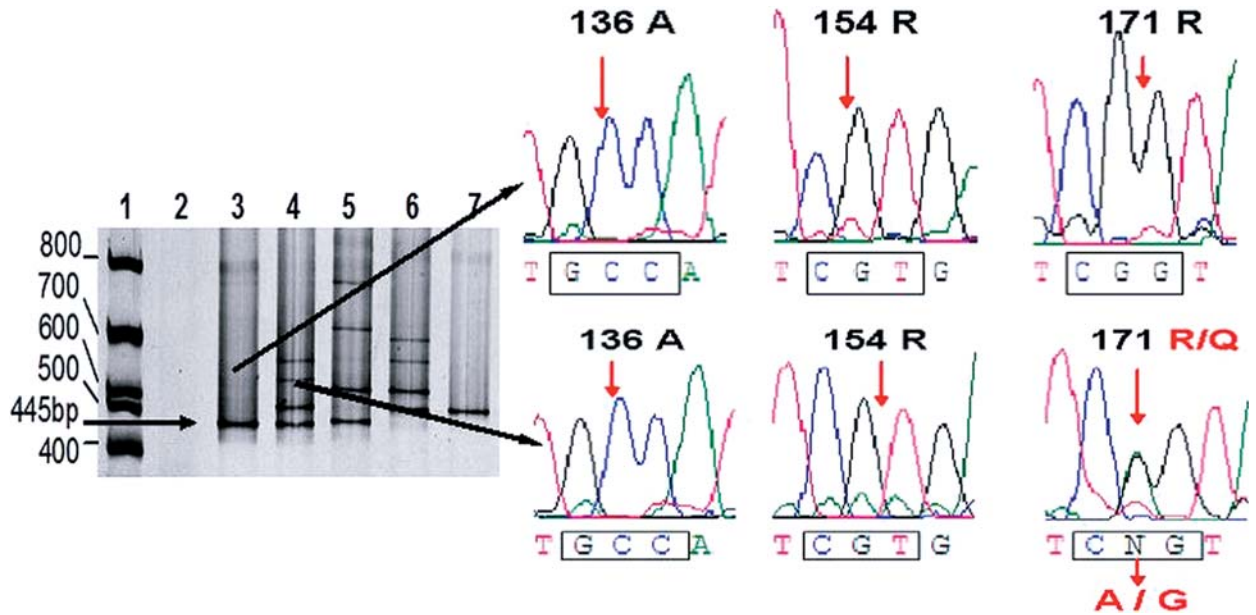 136 A 154 R 171 R
T G C C A T C G T G T C G G T
1 2 3 4 5 6 7
800
700
600
500
445bp
400
136 A 154 R 171 R/Q
T G C C A T C G T G T C N G T
A / G